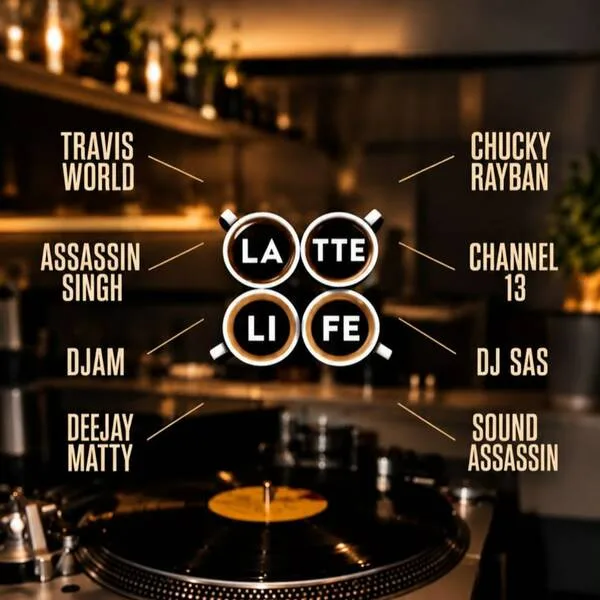 TRAVIS
WORLD
CHUCKY
RAYBAN
ASSASSIN
SINGH
LA TTE
LI FE
CHANNEL
13
DJAM
DJ SAS
DEEJAY
MATTY
SOUND
ASSASSIN